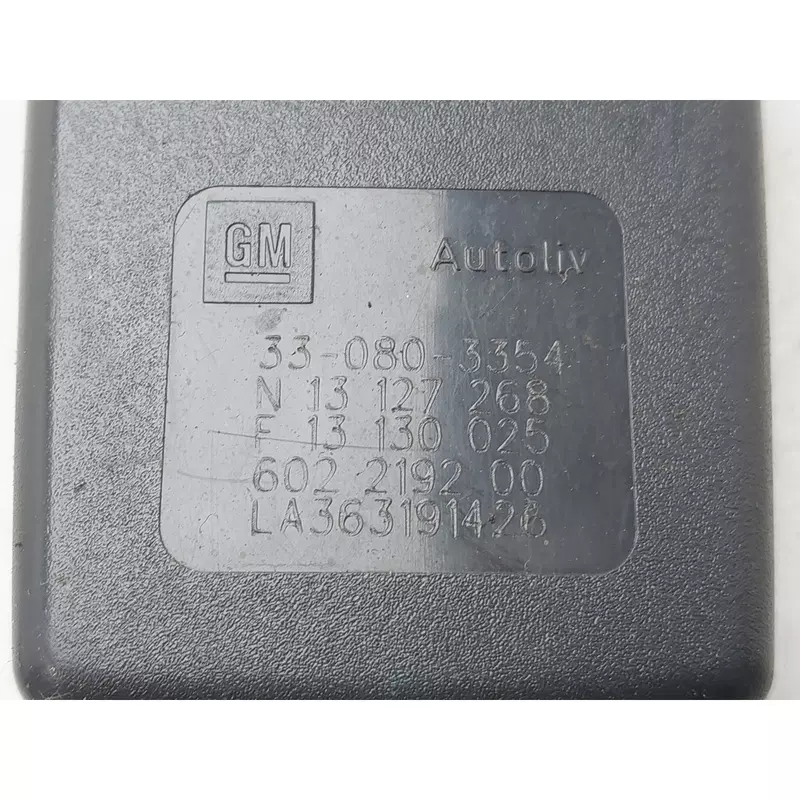 GM Autoliv
33-080-3354
N 13 127 268
F 13 130 025
602 2192 00
LA363191426